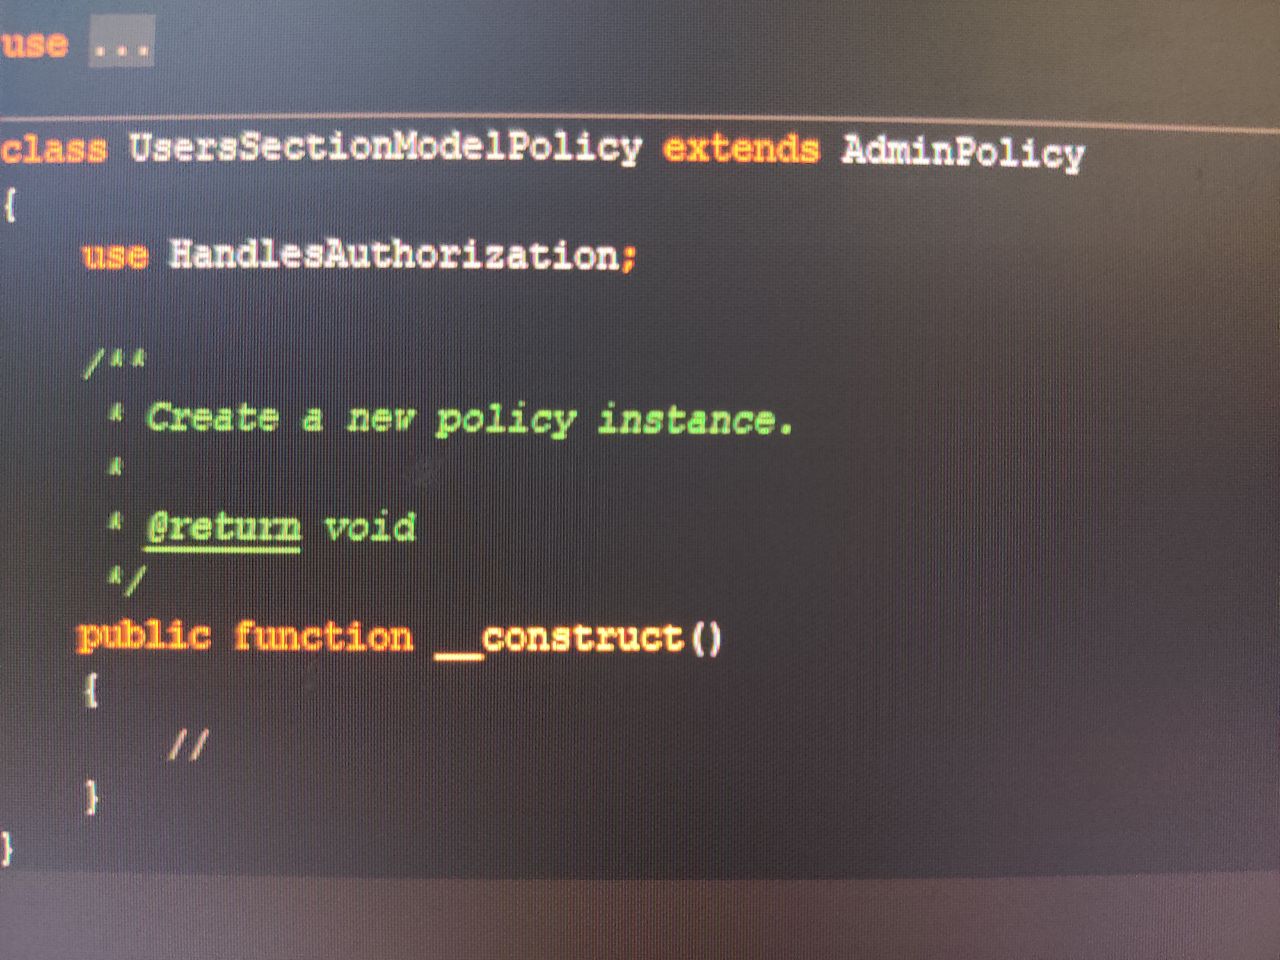 use ...
class UsersSectionModelPolicy extends AdminPolicy
{
    use HandlesAuthorization;

    /**
     * Create a new policy instance.
     *
     * @return void
     */
    public function __construct()
    {
        //
    }
}